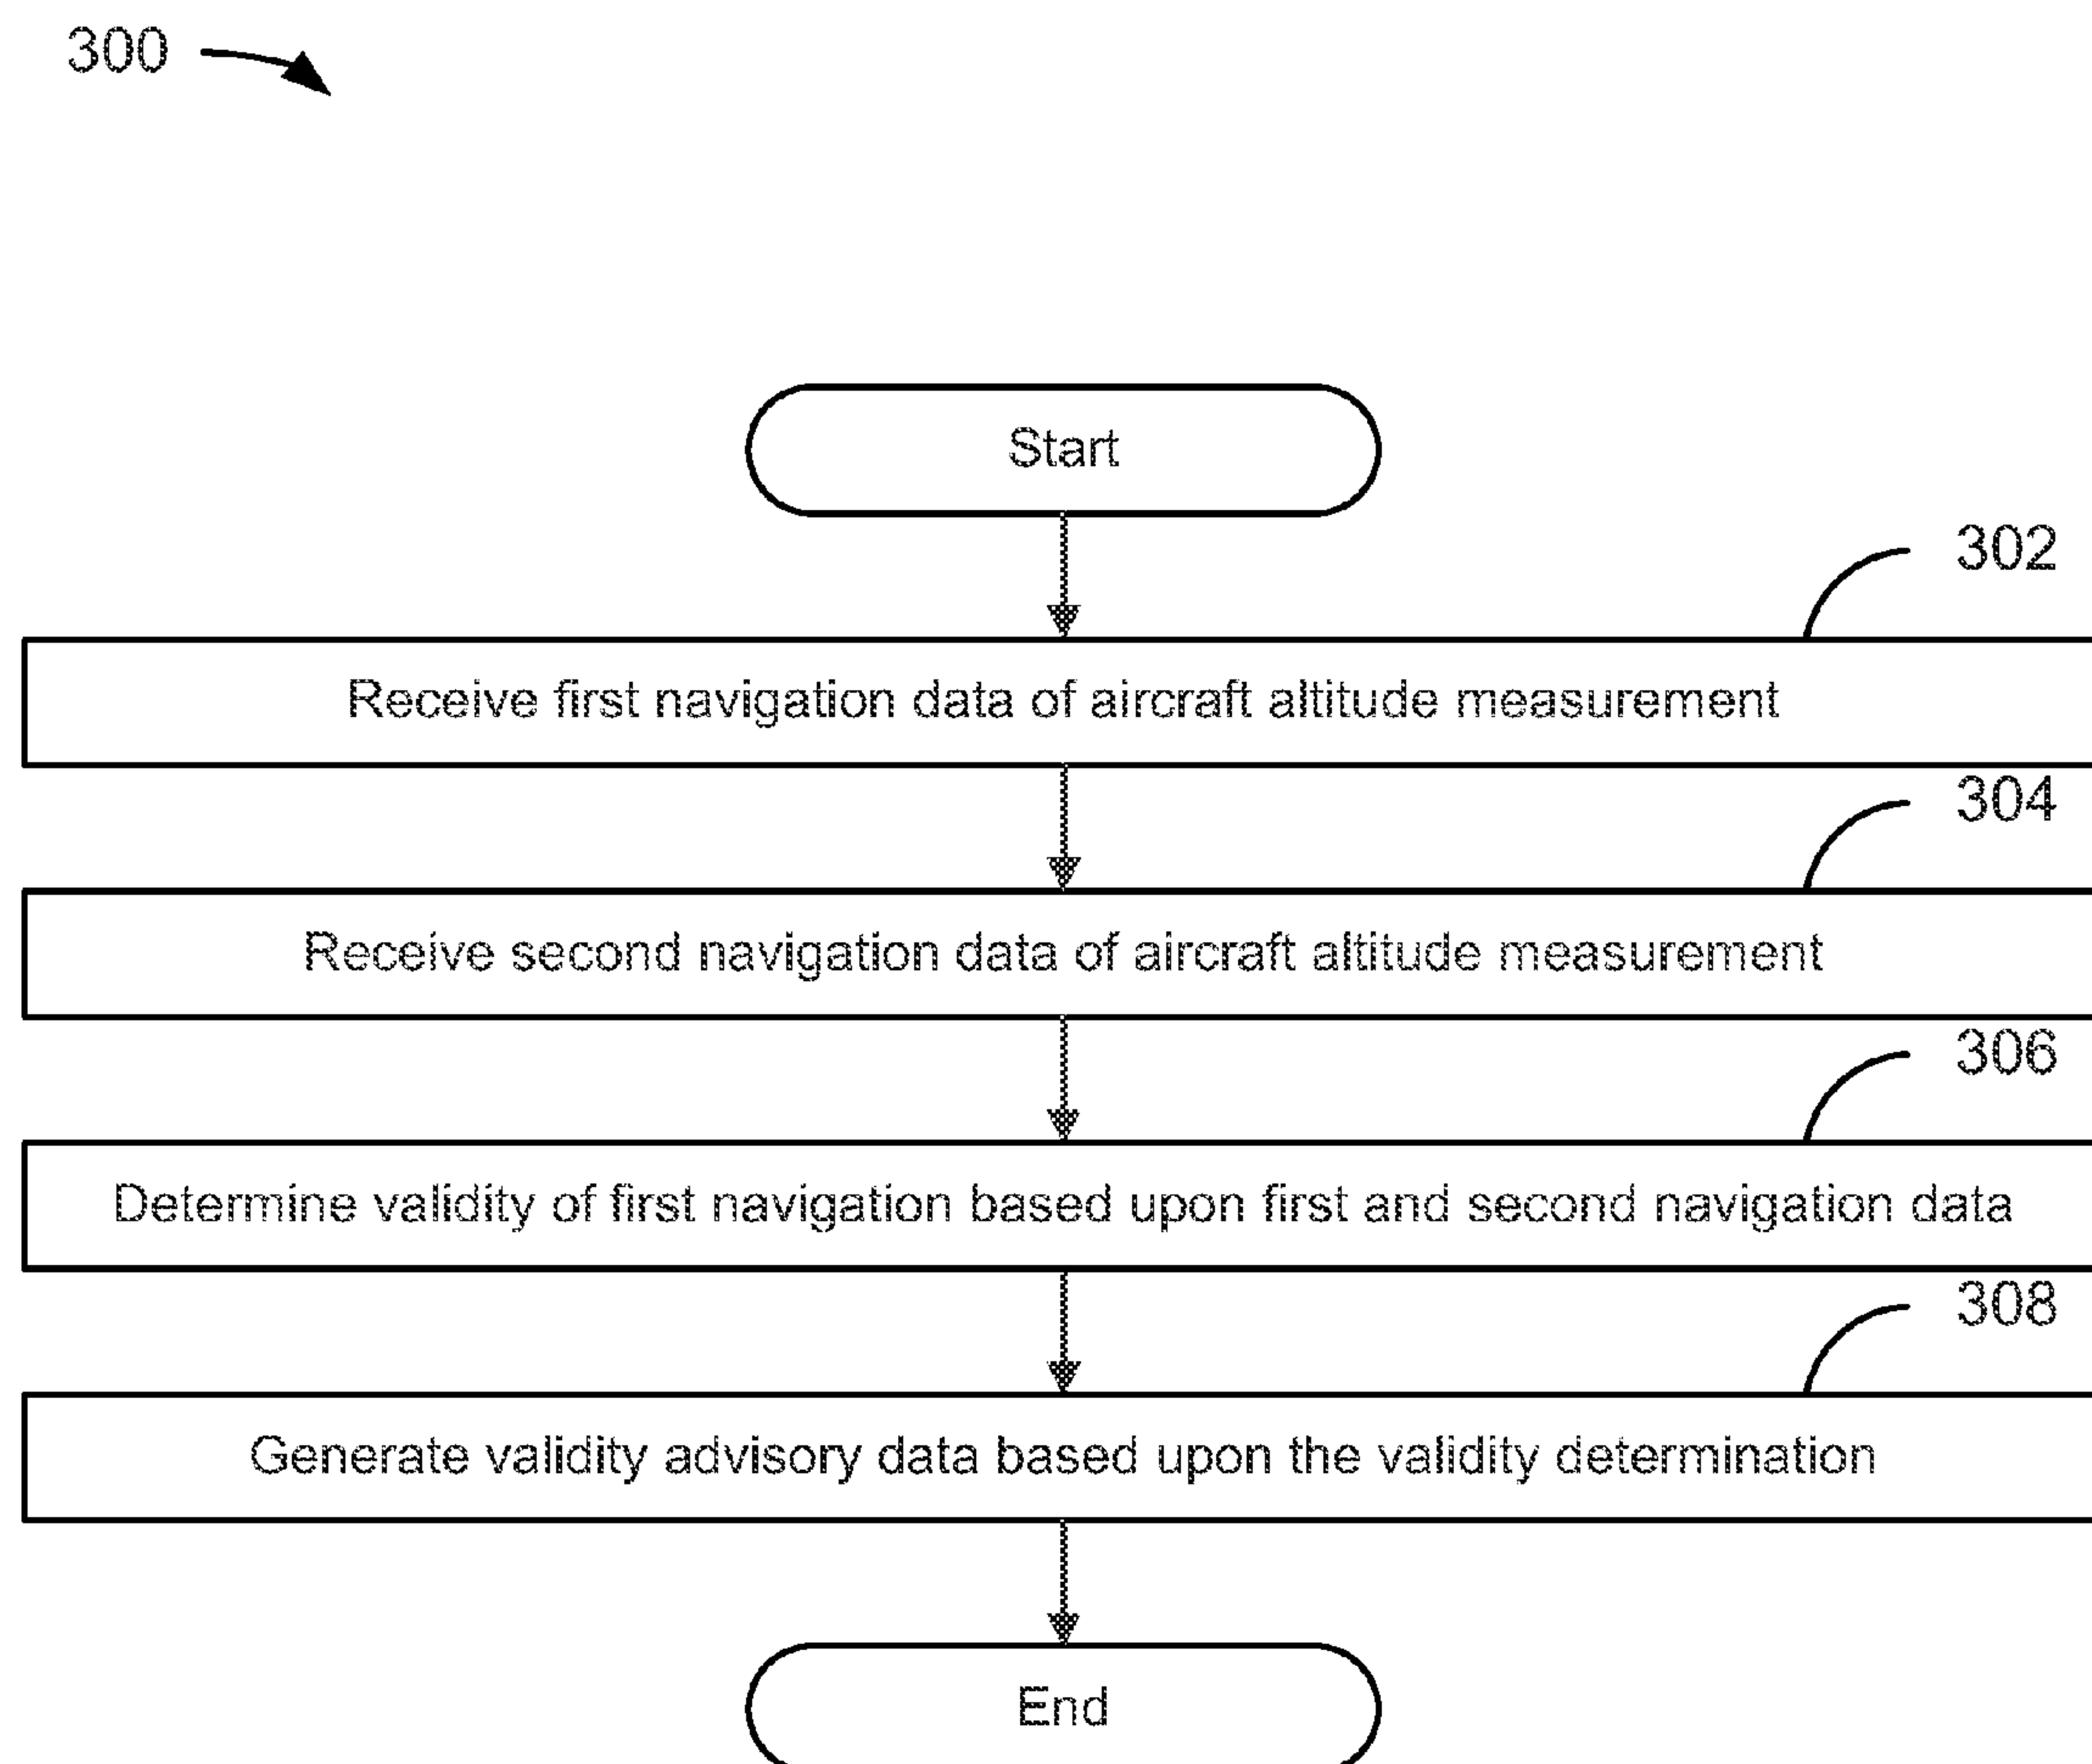 300
Start
302
Receive first navigation data of aircraft altitude measurement
304
Receive second navigation data of aircraft altitude measurement
306
Determine validity of first navigation based upon first and second navigation data
308
Generate validity advisory data based upon the validity determination
End